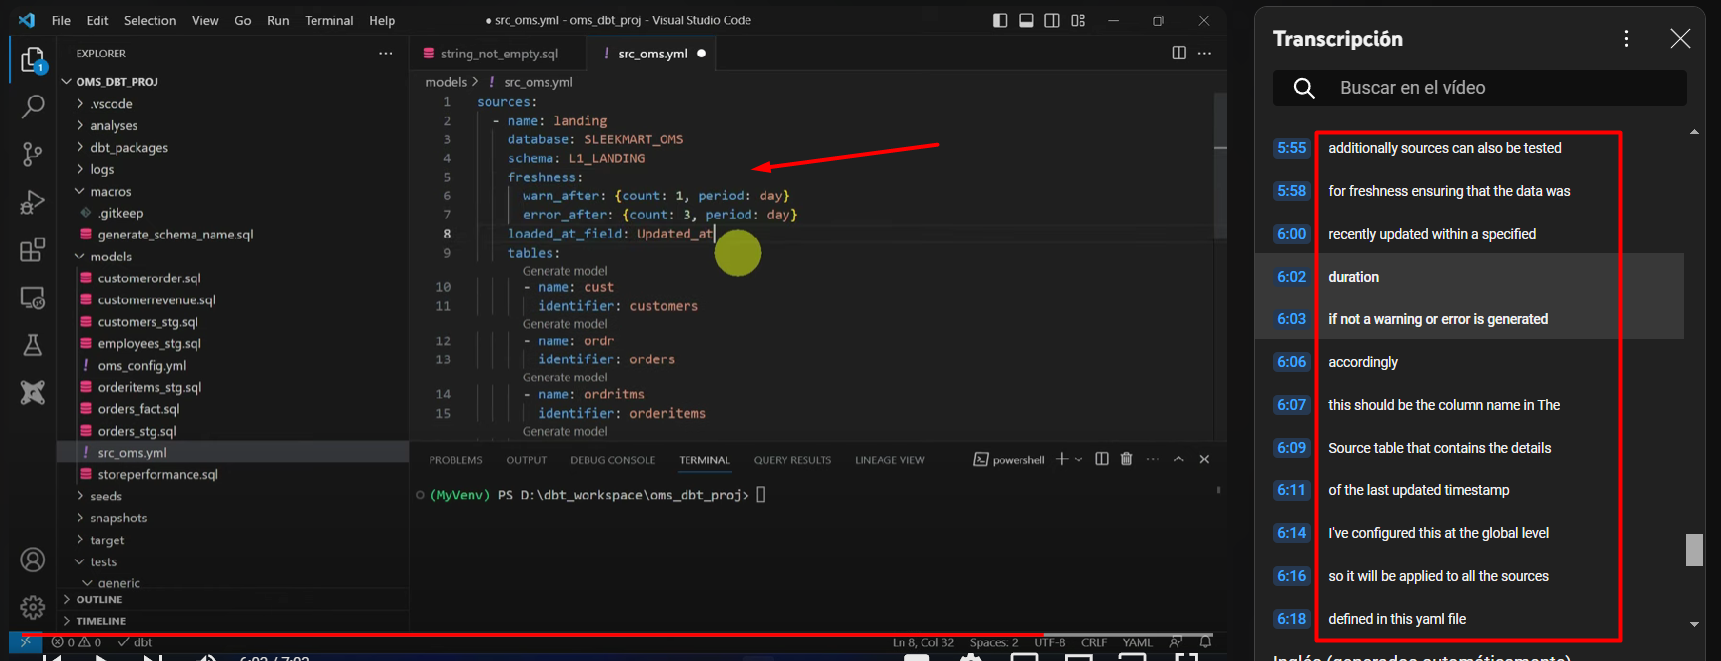 File Edit Selection View Go Run Terminal Help
● src_oms.yml - oms_dbt_proj - Visual Studio Code
EXPLORER
1
OMS_DBT_PROJ
.vscode
analyses
dbt_packages
logs
macros
.gitkeep
generate_schema_name.sql
models
customerorder.sql
customerrevenue.sql
customers_stg.sql
employees_stg.sql
oms_config.yml
orderitems_stg.sql
orders_fact.sql
orders_stg.sql
src_oms.yml
storeperformance.sql
seeds
snapshots
target
tests
generic
OUTLINE
TIMELINE
string_not_empty.sql
! src_oms.yml ●
models > ! src_oms.yml
1 sources:
2 - name: landing
3 database: SLEEKMART_OMS
4 schema: L1_LANDING
5 freshness:
6 warn_after: {count: 1, period: day}
7 error_after: {count: 3, period: day}
8 loaded_at_field: Updated_at
9 tables:
Generate model
10 - name: cust
11 identifier: customers
Generate model
12 - name: ordr
13 identifier: orders
Generate model
14 - name: ordritms
15 identifier: orderitems
Generate model
PROBLEMS OUTPUT DEBUG CONSOLE TERMINAL QUERY RESULTS LINEAGE VIEW
powershell
(MyVenv) PS D:\dbt_workspace\oms_dbt_proj>
0 0 dbt
Ln 8, Col 32 Spaces: 2 UTF-8 CRLF YAML
6:03 / 7:03
Transcripción
Buscar en el vídeo
5:55 additionally sources can also be tested
5:58 for freshness ensuring that the data was
6:00 recently updated within a specified
6:02 duration
6:03 if not a warning or error is generated
6:06 accordingly
6:07 this should be the column name in The
6:09 Source table that contains the details
6:11 of the last updated timestamp
6:14 I've configured this at the global level
6:16 so it will be applied to all the sources
6:18 defined in this yaml file
Inglés (generados automáticamente)